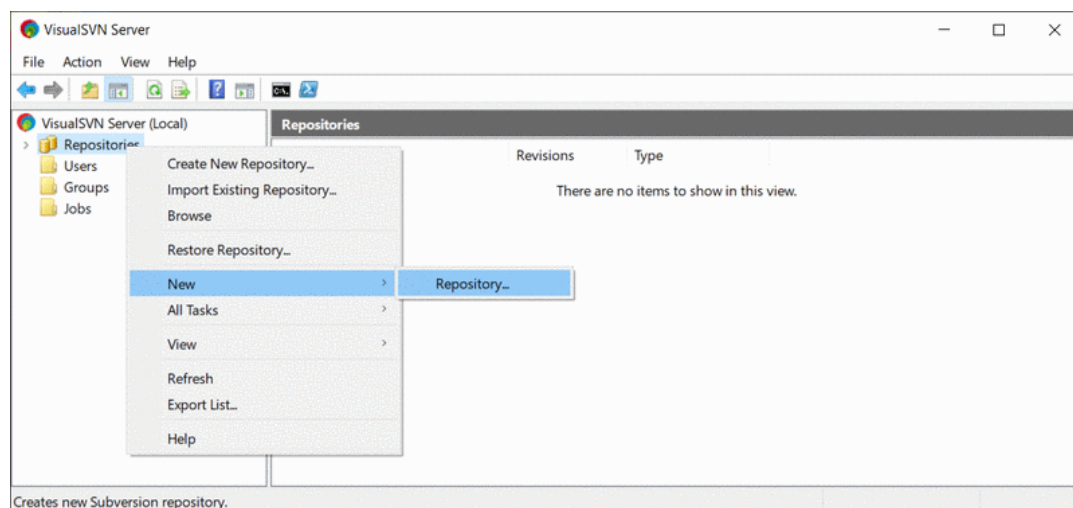 VisualSVN Server
File Action View Help
VisualSVN Server (Local)
Repositories
Users
Groups
Jobs
Repositories
Revisions Type
There are no items to show in this view.
Create New Repository...
Import Existing Repository...
Browse
Restore Repository...
New
Repository...
All Tasks
View
Refresh
Export List...
Help
Creates new Subversion repository.